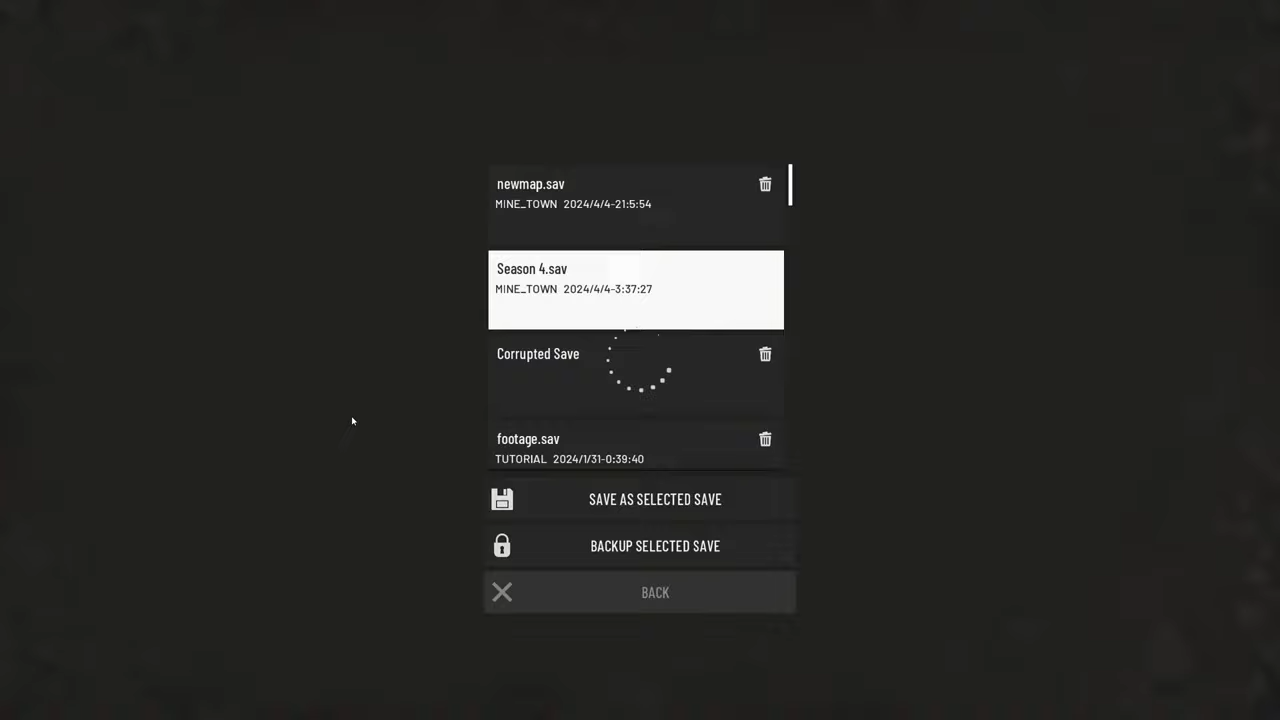 newmap.sav
MINE_TOWN 2024/4/4-21:5:54
Season 4.sav
MINE_TOWN 2024/4/4-3:37:27
Corrupted Save
footage.sav
TUTORIAL 2024/1/31-0:39:40
SAVE AS SELECTED SAVE
BACKUP SELECTED SAVE
BACK